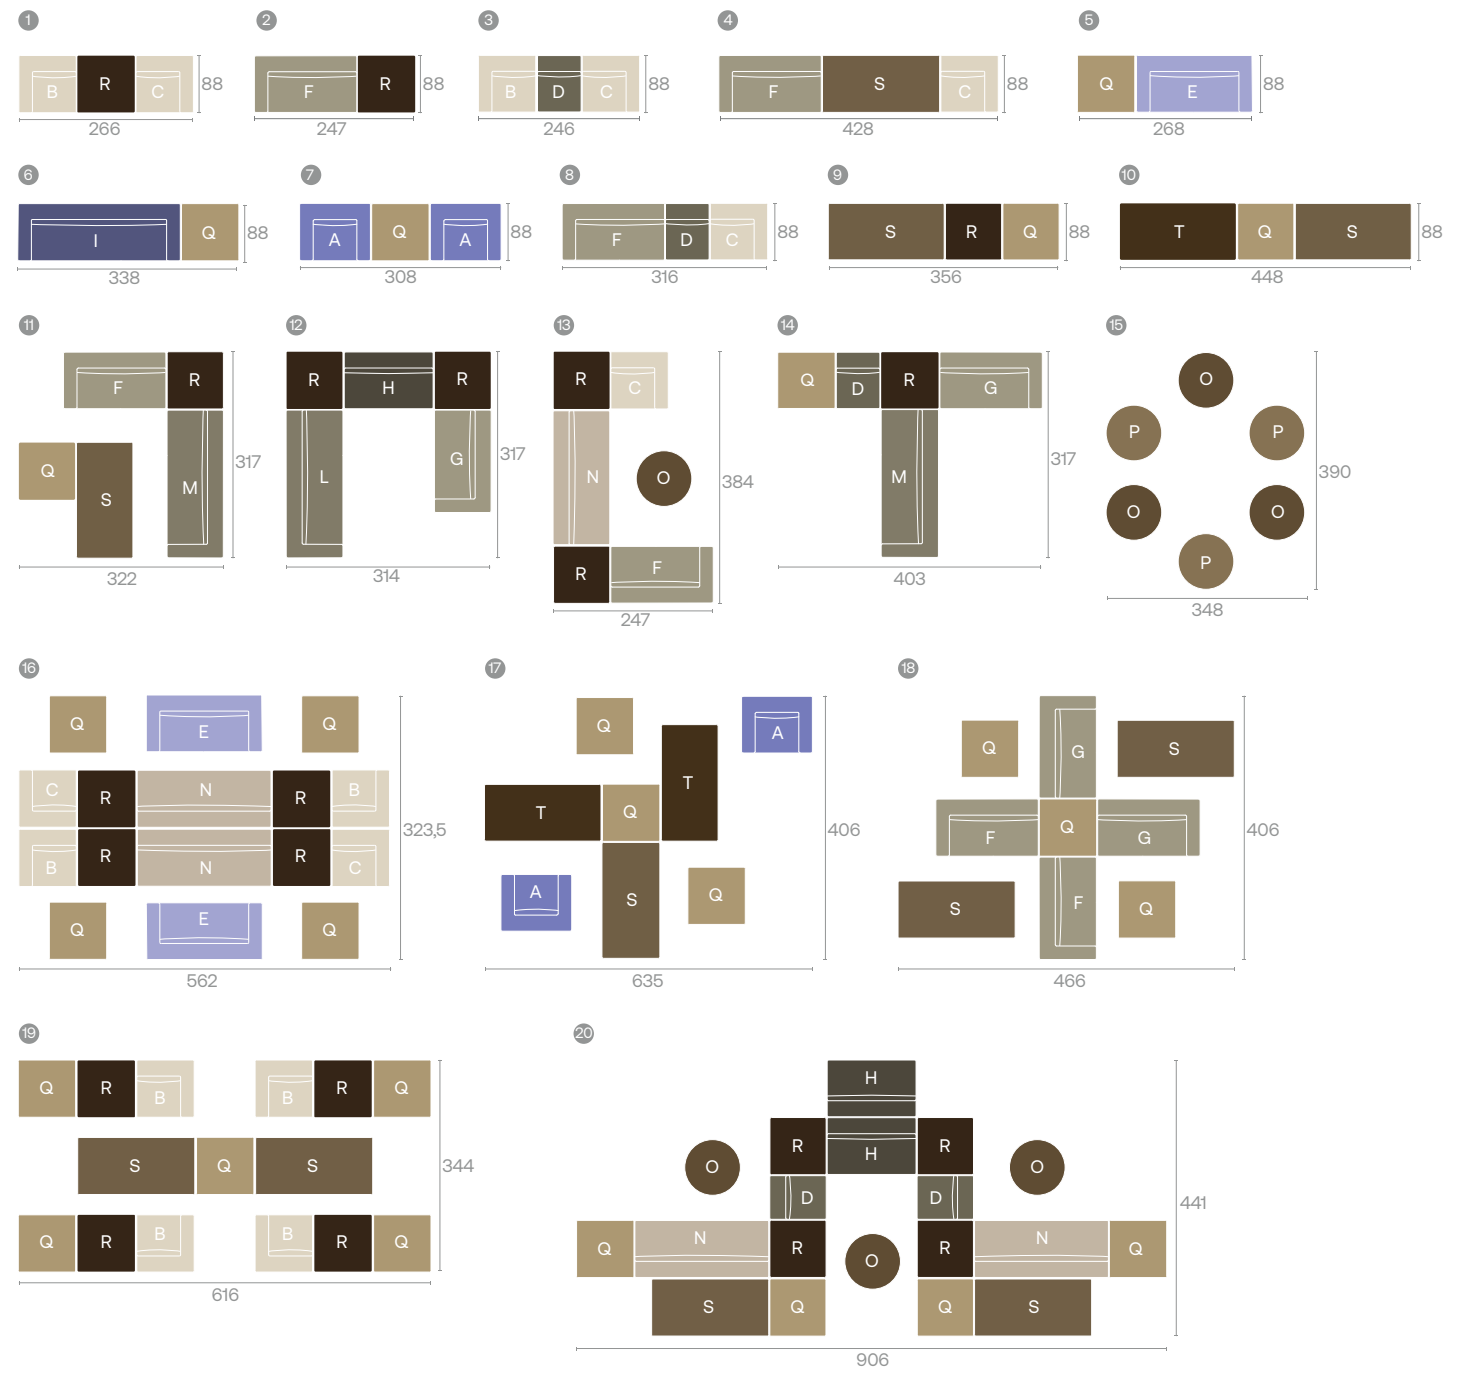 1 2 3 4 5
B R C 88 F R 88 B D C 88 F S C 88 Q E 88
266 247 246 428 268
6 7 8 9 10
I Q 88 A Q A 88 F D C 88 S R Q 88 T Q S 88
338 308 316 356 448
11 12 13 14 15
F R
Q S M 317
322
R H R
L G 317
314
R C
N O 384
R F
247
Q D R G
M 317
403
O
P P
O O 390
P
348
16 17 18
Q E Q
C R N R B
B R N R C 323,5
Q E Q
562
Q A
T
T Q 406
A S Q
635
Q G S
F Q G 406
S F Q
466
19 20
Q R B B R Q
S Q S 344
Q R B B R Q
616
H
R H R
O O
D D
441
Q N R O R N Q
S Q Q S
906